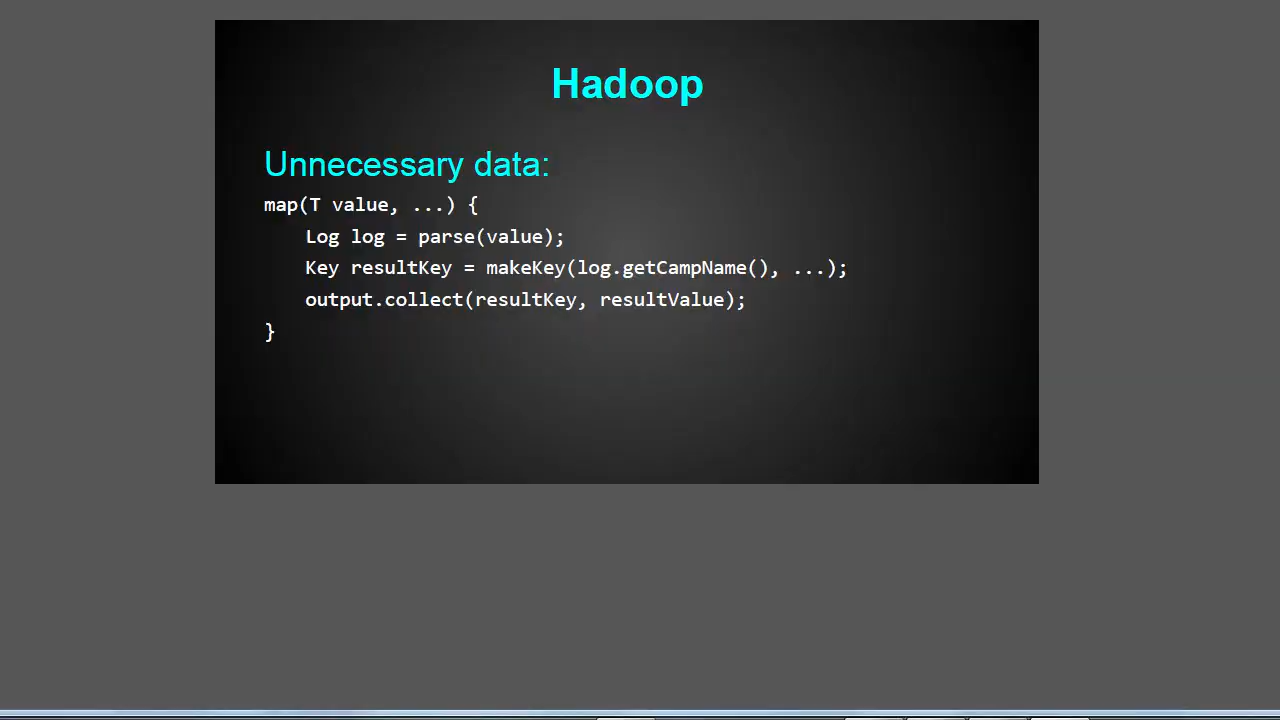 Hadoop
Unnecessary data:
map(T value, ...) {
Log log = parse(value);
Key resultKey = makeKey(log.getCampName(), ...);
output.collect(resultKey, resultValue);
}